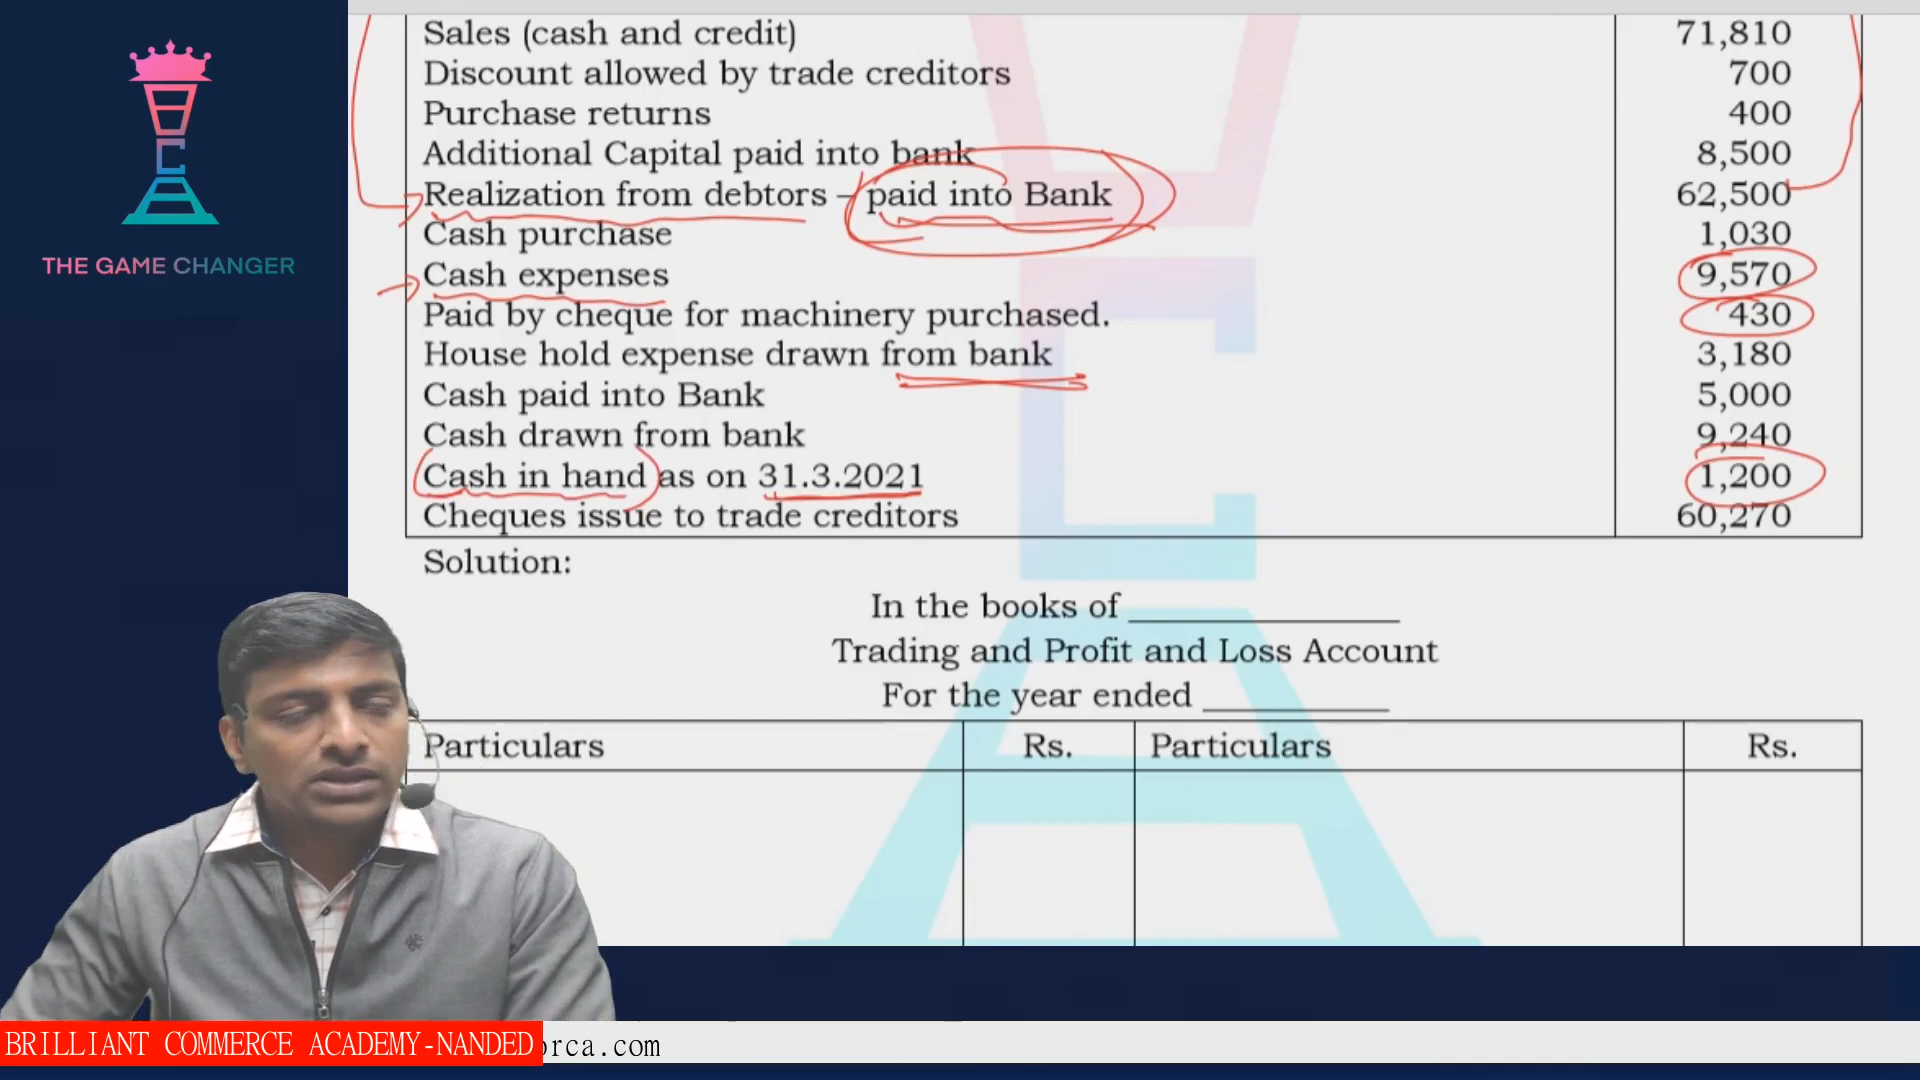 Sales (cash and credit) 71,810
Discount allowed by trade creditors 700
Purchase returns 400
Additional Capital paid into bank 8,500
Realization from debtors – paid into Bank 62,500
Cash purchase 1,030
Cash expenses 9,570
Paid by cheque for machinery purchased. 430
House hold expense drawn from bank 3,180
Cash paid into Bank 5,000
Cash drawn from bank 9,240
Cash in hand as on 31.3.2021 1,200
Cheques issue to trade creditors 60,270
Solution:
In the books of
Trading and Profit and Loss Account
For the year ended
Particulars Rs. Particulars Rs.
THE GAME CHANGER
BRILLIANT COMMERCE ACADEMY-NANDED
orca.com